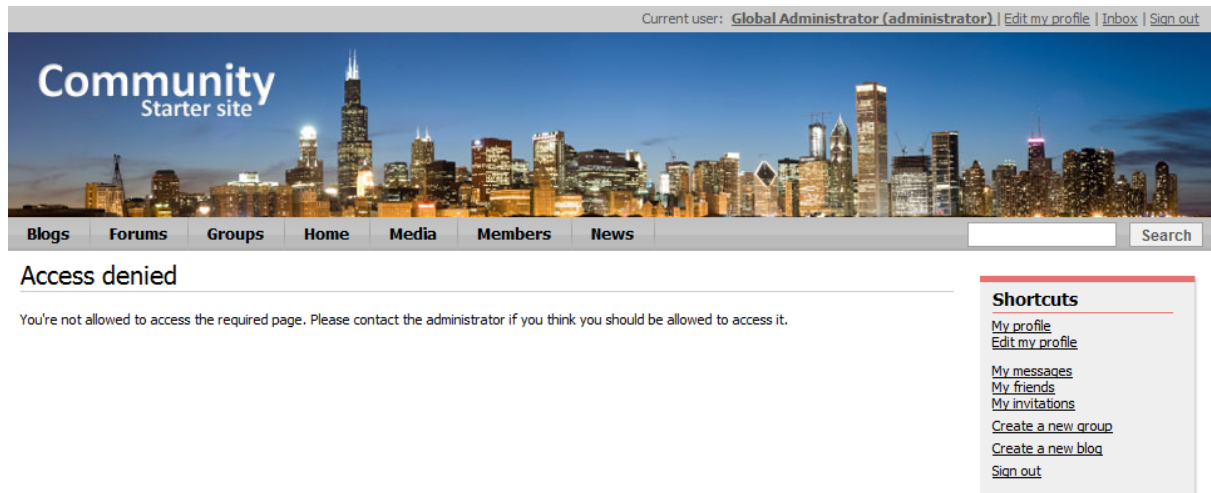 Current user: Global Administrator (administrator) | Edit my profile | Inbox | Sign out
Community
Starter site
Blogs Forums Groups Home Media Members News Search
Access denied
You're not allowed to access the required page. Please contact the administrator if you think you should be allowed to access it.
Shortcuts
My profile
Edit my profile
My messages
My friends
My invitations
Create a new group
Create a new blog
Sign out